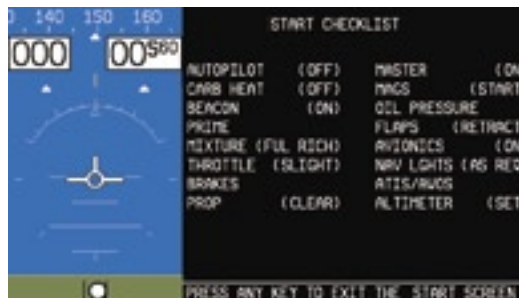 140 150 160
000
00560
START CHECKLIST
AUTOPILOT (OFF)
CARB HEAT (OFF)
BEACON (ON)
PRIME
MIXTURE (FUL RICH)
THROTTLE (SLIGHT)
BRAKES
PROP (CLEAR)
MASTER (ON
MAGS (START
OIL PRESSURE
FLAPS (RETRACT
AVIONICS (ON
NAV LGHTS (AS REQ
ATIS/AWOS
ALTIMETER (SET
PRESS ANY KEY TO EXIT THE START SCREEN